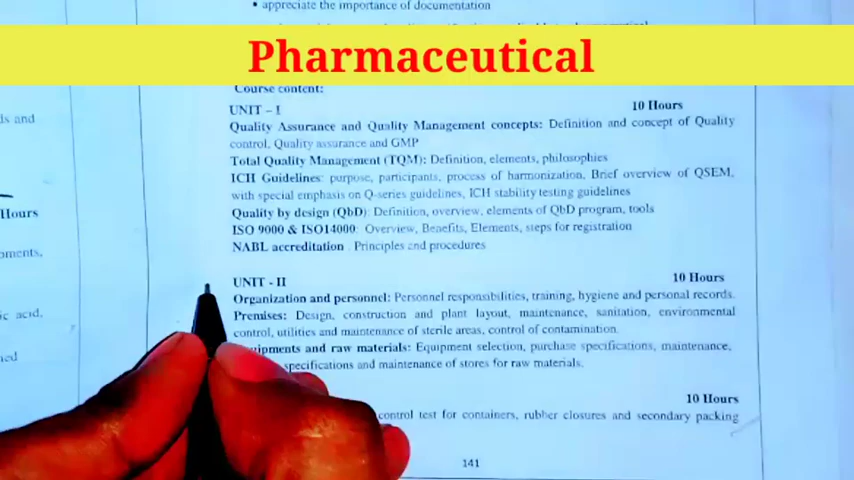 • appreciate the importance of documentation
Pharmaceutical
Course content:
UNIT – I 10 Hours
Quality Assurance and Quality Management concepts: Definition and concept of Quality
control, Quality assurance and GMP
Total Quality Management (TQM): Definition, elements, philosophies
ICH Guidelines: purpose, participants, process of harmonization, Brief overview of QSEM,
with special emphasis on Q-series guidelines, ICH stability testing guidelines
Quality by design (QbD): Definition, overview, elements of QbD program, tools
ISO 9000 & ISO14000: Overview, Benefits, Elements, steps for registration
NABL accreditation : Principles and procedures
UNIT - II 10 Hours
Organization and personnel: Personnel responsibilities, training, hygiene and personal records.
Premises: Design, construction and plant layout, maintenance, sanitation, environmental
control, utilities and maintenance of sterile areas, control of contamination.
and raw materials: Equipment selection, purchase specifications, maintenance,
specifications and maintenance of stores for raw materials.
10 Hours
control test for containers, rubber closures and secondary packing
141
and
Hours
ic acid,